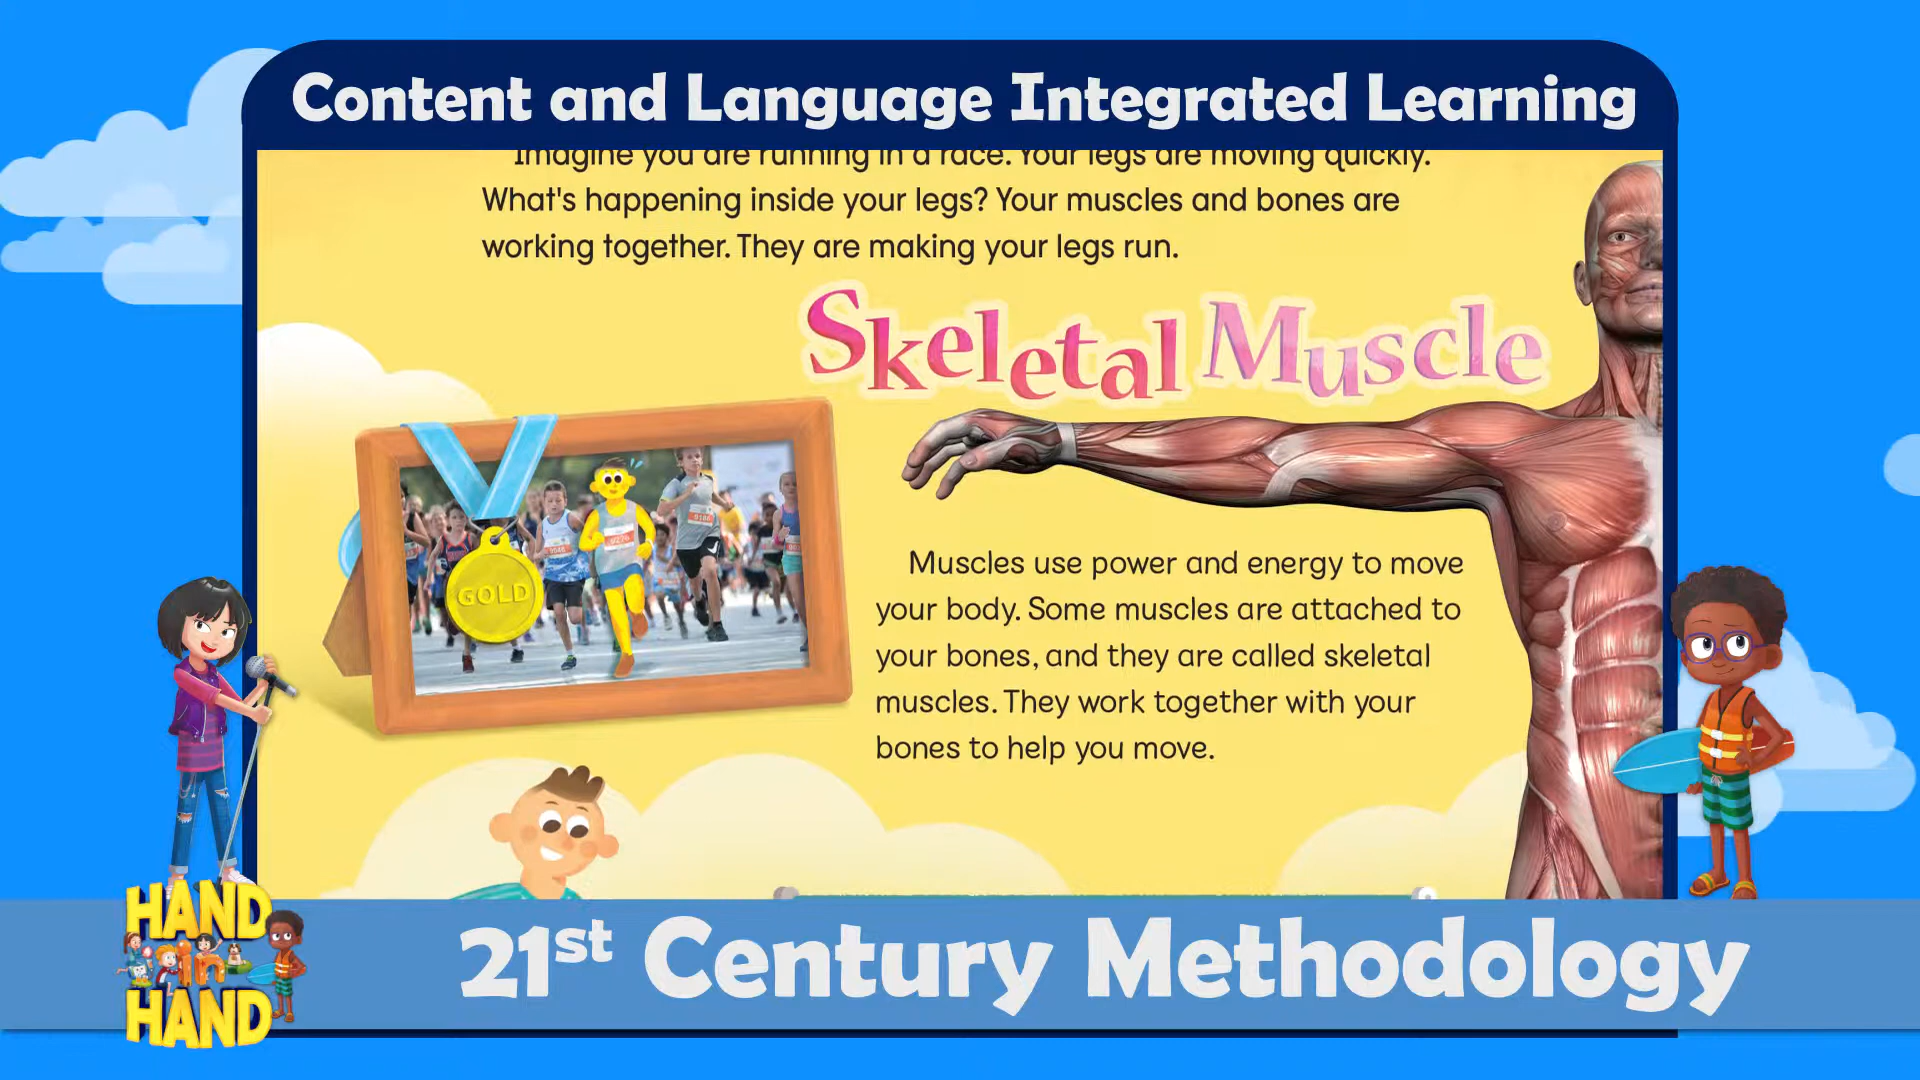 Content and Language Integrated Learning
Imagine you are running in a race. Your legs are moving quickly.
What's happening inside your legs? Your muscles and bones are
working together. They are making your legs run.
Skeletal Muscle
GOLD
Muscles use power and energy to move
your body. Some muscles are attached to
your bones, and they are called skeletal
muscles. They work together with your
bones to help you move.
HAND
in
HAND
21st Century Methodology